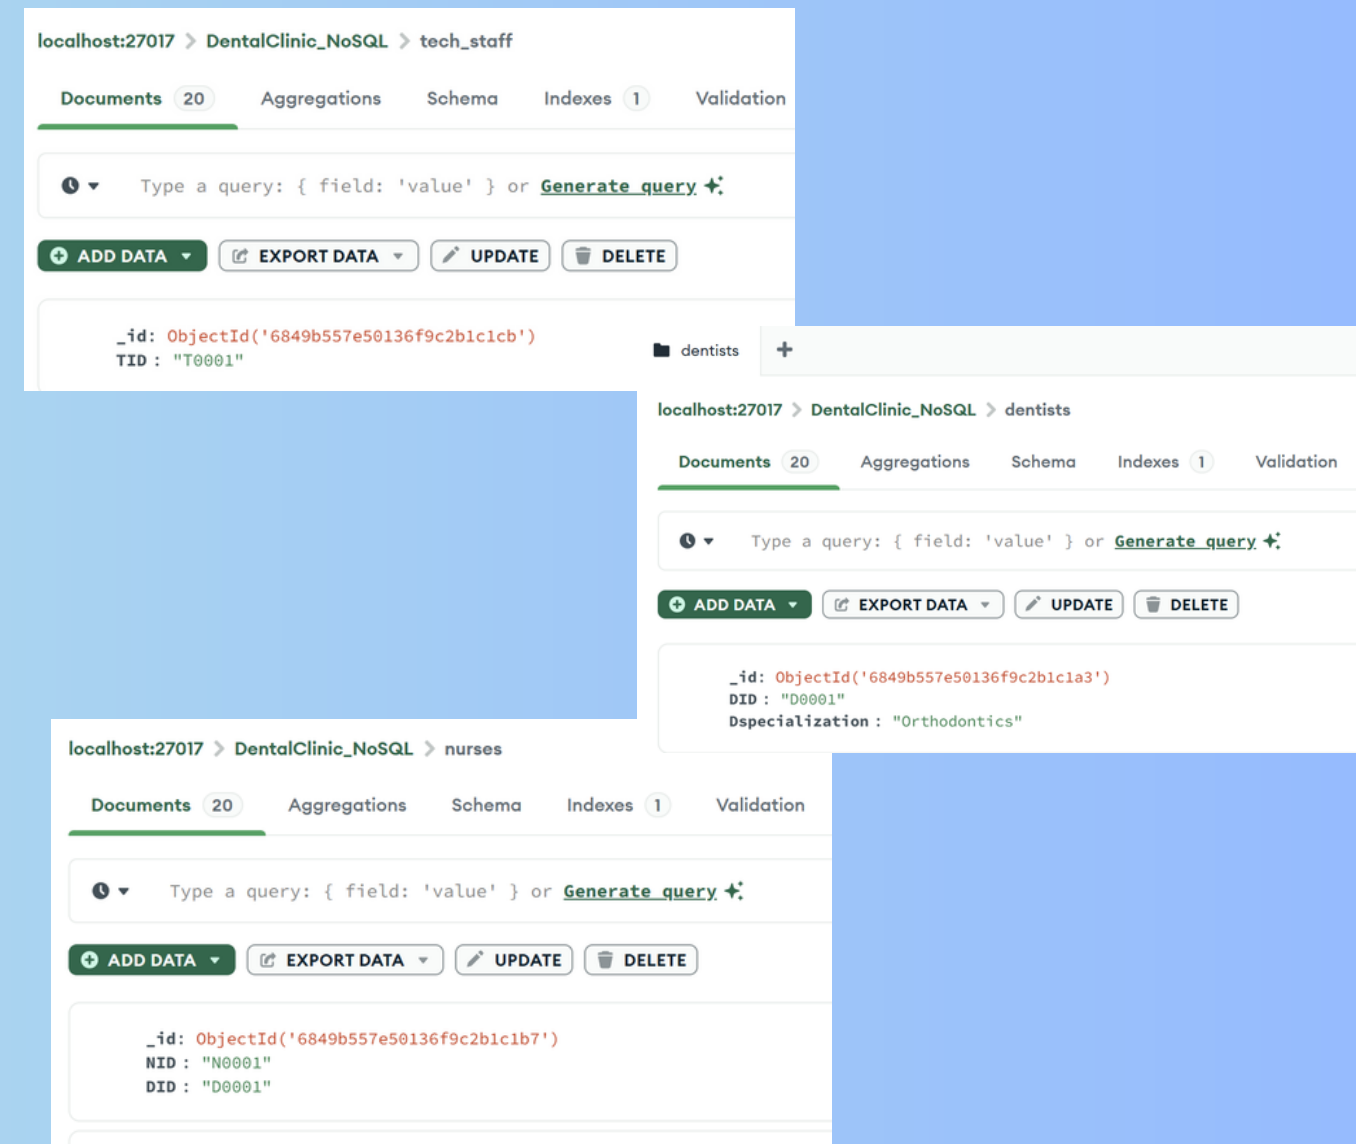 localhost:27017 > DentalClinic_NoSQL > tech_staff
Documents 20 Aggregations Schema Indexes 1 Validation
Type a query: { field: 'value' } or Generate query
ADD DATA EXPORT DATA UPDATE DELETE
_id: ObjectId('6849b557e50136f9c2b1c1cb')
TID : "T0001"
dentists +
localhost:27017 > DentalClinic_NoSQL > dentists
Documents 20 Aggregations Schema Indexes 1 Validation
Type a query: { field: 'value' } or Generate query
ADD DATA EXPORT DATA UPDATE DELETE
_id: ObjectId('6849b557e50136f9c2b1c1a3')
DID : "D0001"
Dspecialization : "Orthodontics"
localhost:27017 > DentalClinic_NoSQL > nurses
Documents 20 Aggregations Schema Indexes 1 Validation
Type a query: { field: 'value' } or Generate query
ADD DATA EXPORT DATA UPDATE DELETE
_id: ObjectId('6849b557e50136f9c2b1c1b7')
NID : "N0001"
DID : "D0001"